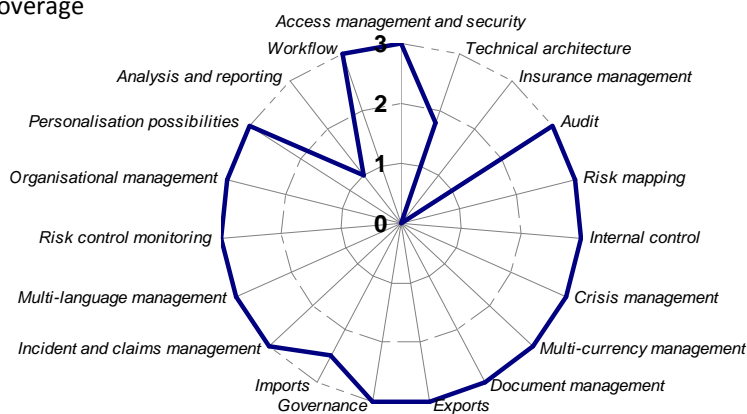 overage
Access management and security
Workflow
3
Technical architecture
Analysis and reporting
Insurance management
2
Personalisation possibilities
Audit
1
Organisational management
Risk mapping
0
Risk control monitoring
Internal control
Multi-language management
Crisis management
Incident and claims management
Multi-currency management
Imports
Document management
Governance
Exports